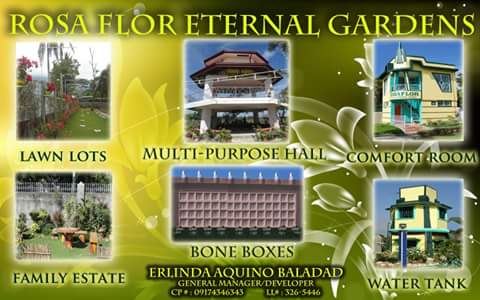 ROSA FLOR ETERNAL GARDENS
LAWN LOTS
MULTI-PURPOSE HALL
COMFORT ROOM
FAMILY ESTATE
BONE BOXES
WATER TANK
ERLINDA AQUINO BALADAD
GENERAL MANAGER/DEVELOPER
CP # : 09174346343 LL# : 326-5446